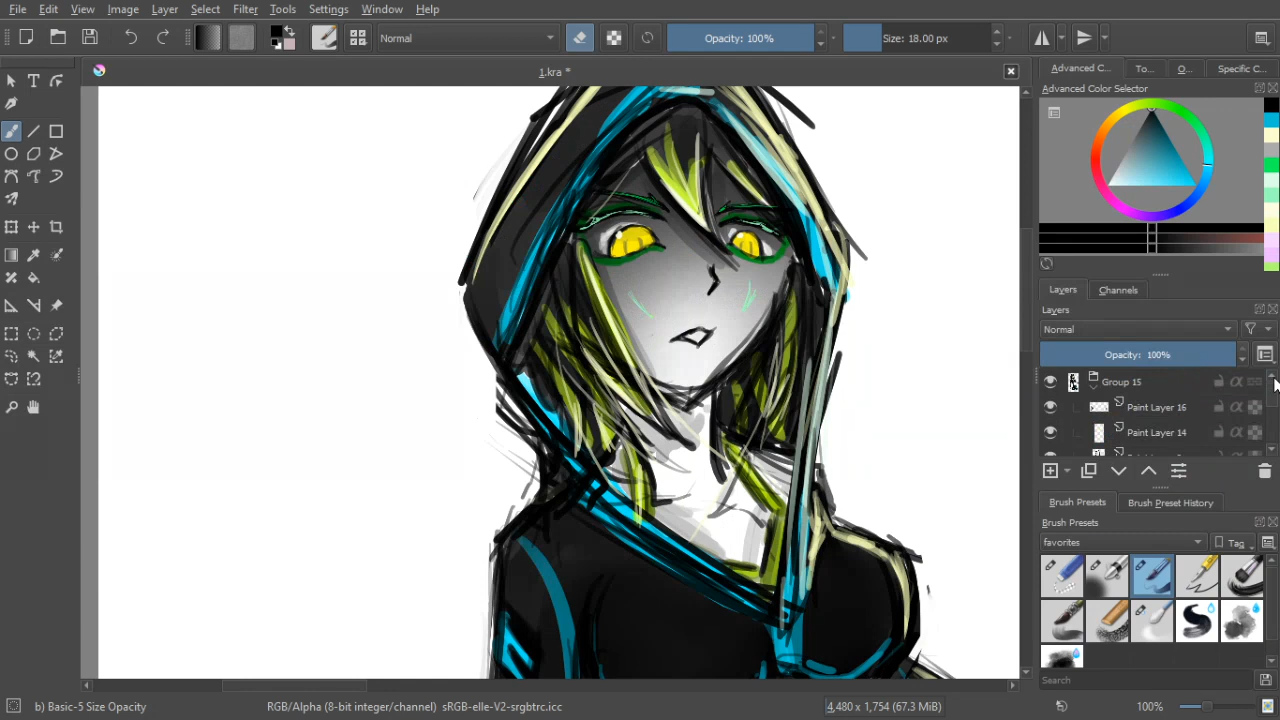 File Edit View Image Layer Select Filter Tools Settings Window Help
Normal Opacity: 100% Size: 18.00 px
1.kra *
Advanced C... To... O... Specific C...
Advanced Color Selector
Layers Channels
Layers
Normal
Opacity: 100%
Group 15
Paint Layer 16
Paint Layer 14
Brush Presets Brush Preset History
Brush Presets
favorites Tag
Search
b) Basic-5 Size Opacity RGB/Alpha (8-bit integer/channel) sRGB-elle-V2-srgbtrc.icc 4,480 x 1,754 (67.3 MiB) 100%